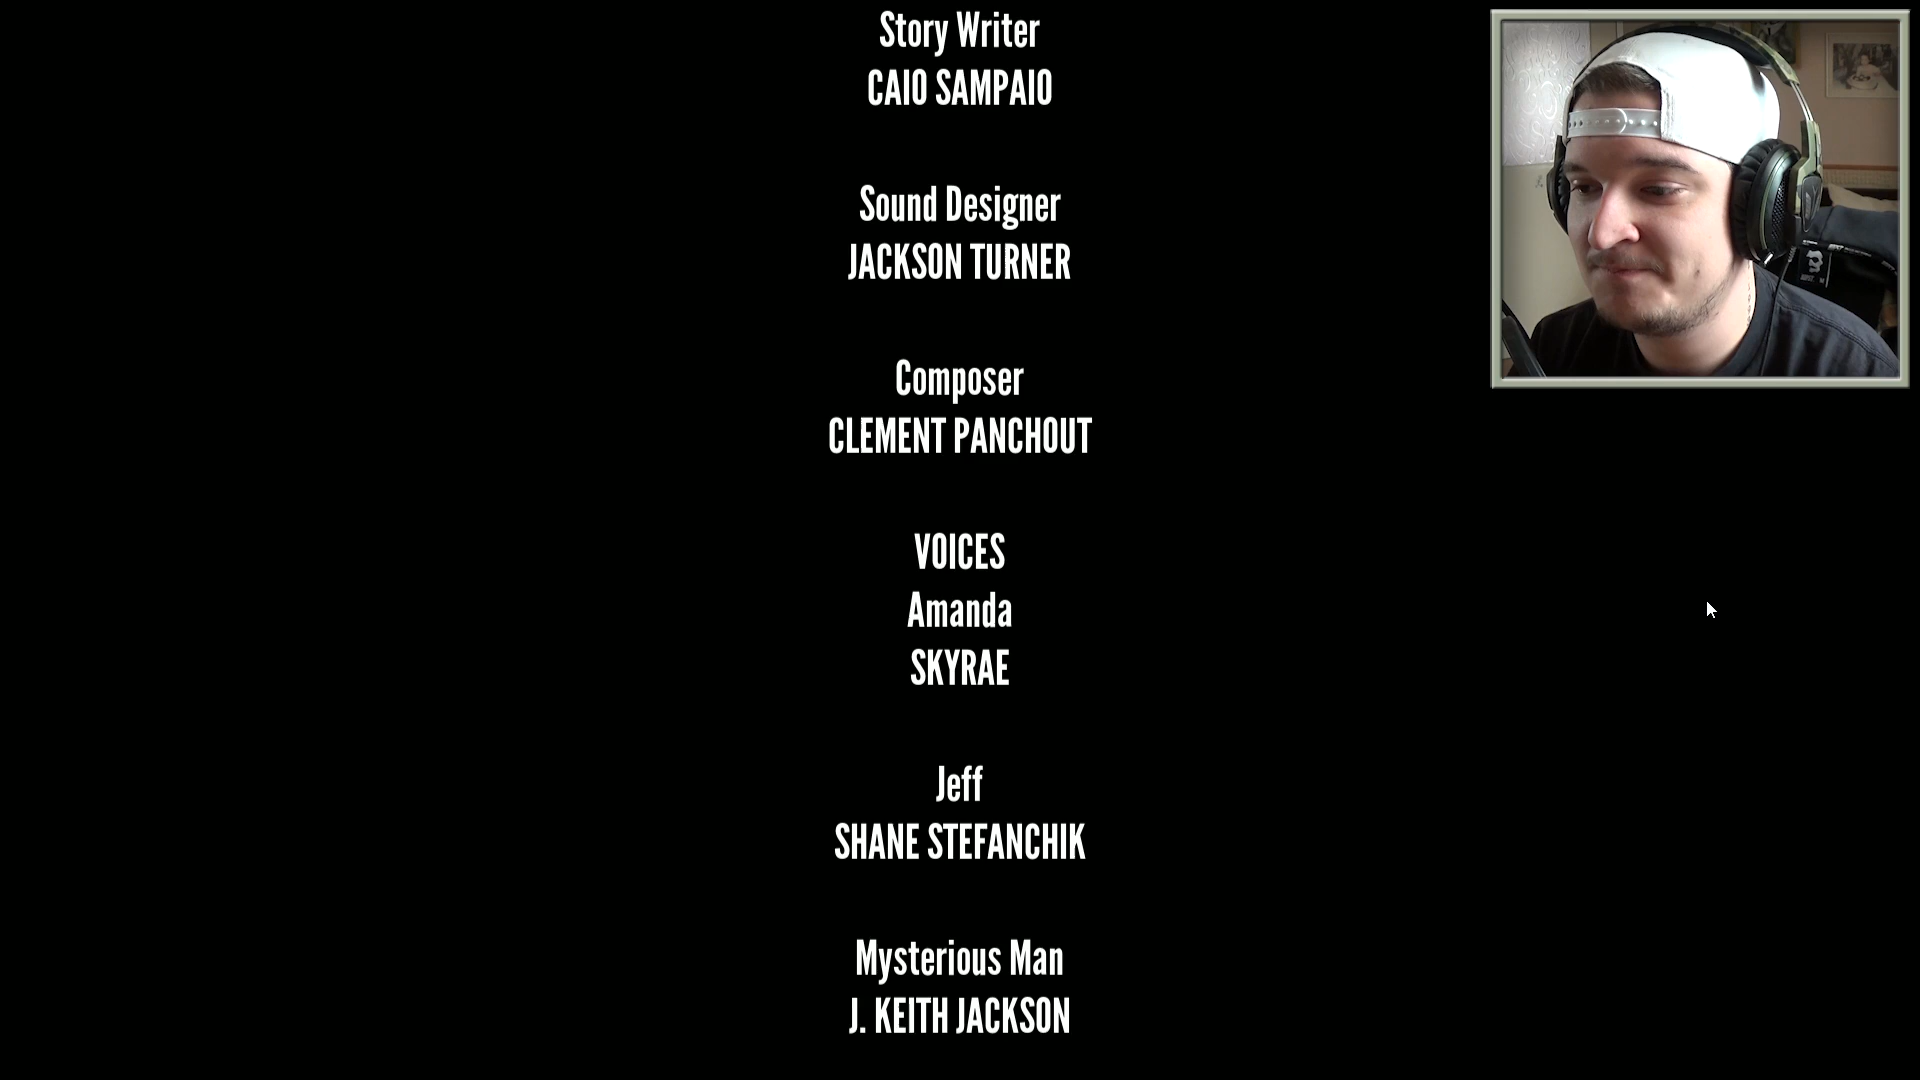 Story Writer
CAIO SAMPAIO
Sound Designer
JACKSON TURNER
Composer
CLEMENT PANCHOUT
VOICES
Amanda
SKYRAE
Jeff
SHANE STEFANCHIK
Mysterious Man
J. KEITH JACKSON